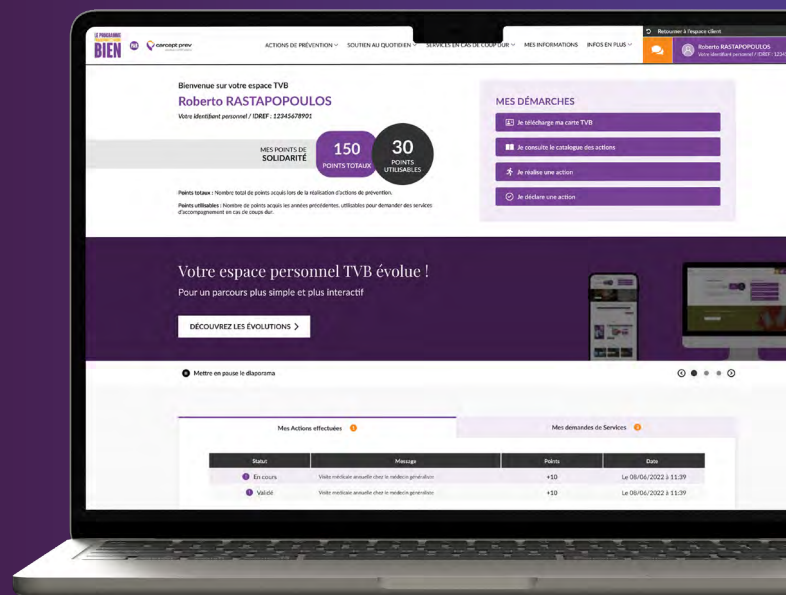 LE PROGRAMME
BIEN
concept prev
ACTIONS DE PRÉVENTION
SOUTIEN AU QUOTIDIEN
SERVICES EN CAS DE COUP DUR
MES INFORMATIONS
INFOS EN PLUS
Retourner à l'espace client
Roberto RASTAPOPOULOS
Votre identifiant personnel / IDREF : 1234
Bienvenue sur votre espace TVB
Roberto RASTAPOPOULOS
Votre identifiant personnel / IDREF : 12345678901
MES POINTS DE
SOLIDARITÉ
150
POINTS TOTAUX
30
POINTS
UTILISABLES
Points totaux : Nombre total de points acquis lors de la réalisation d'actions de prévention.
Points utilisables : Nombre de points acquis les années précédentes, utilisables pour demander des services
d'accompagnement en cas de coups dur.
MES DÉMARCHES
Je télécharge ma carte TVB
Je consulte le catalogue des actions
Je réalise une action
Je déclare une action
Votre espace personnel TVB évolue !
Pour un parcours plus simple et plus interactif
DÉCOUVREZ LES ÉVOLUTIONS >
Mettre en pause le diaporama
Mes Actions effectuées
Mes demandes de Services
Statut Message Points Date
En cours Visite médicale annuelle chez le médecin généraliste +10 Le 08/06/2022 à 11:39
Validé Visite médicale annuelle chez le médecin généraliste +10 Le 08/06/2022 à 11:39